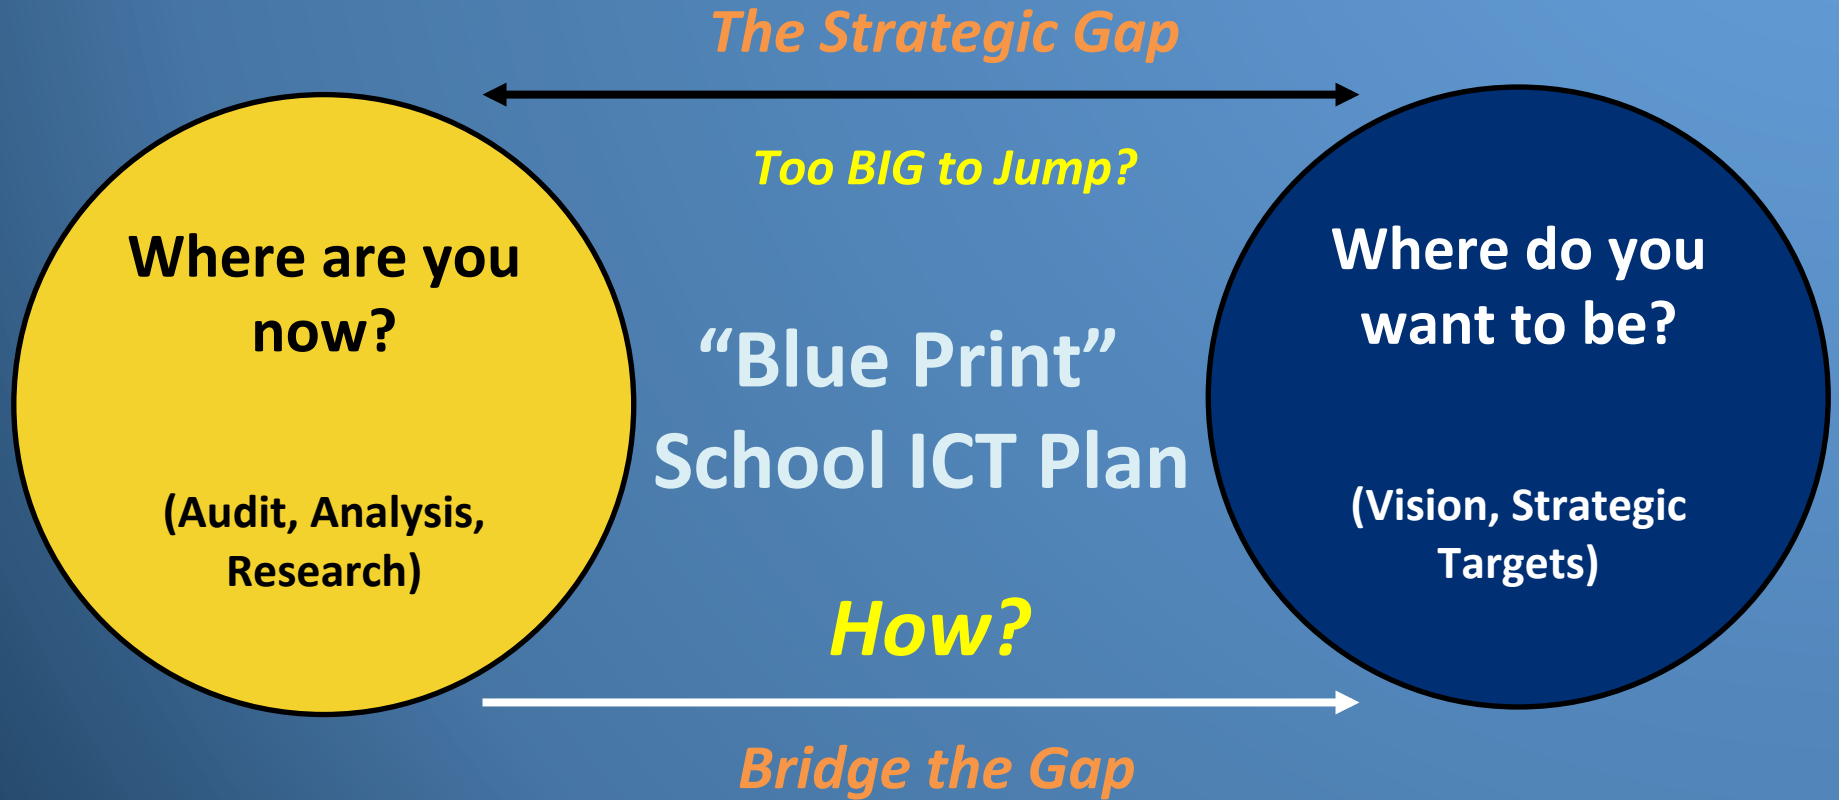 The Strategic Gap
Too BIG to Jump?
Where are you
now?
(Audit, Analysis,
Research)
“Blue Print”
School ICT Plan
How?
Where do you
want to be?
(Vision, Strategic
Targets)
Bridge the Gap